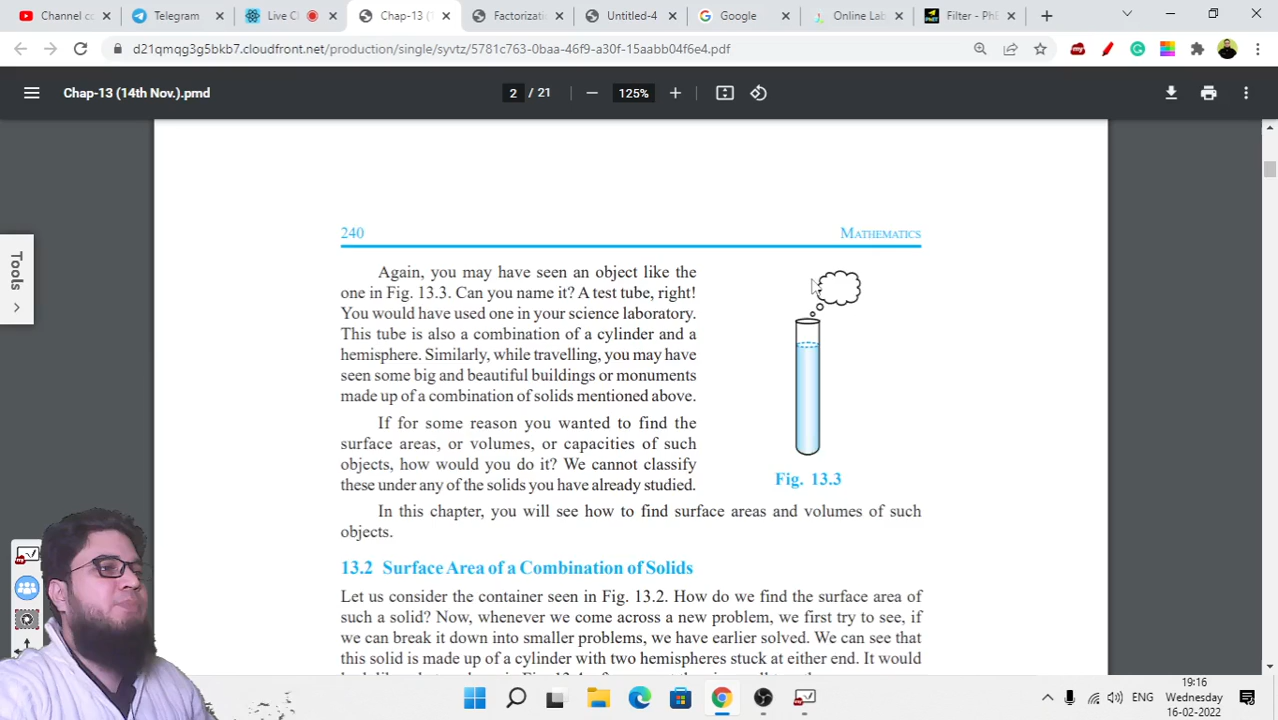 Channel co
Telegram
Live Cl
Chap-13 (1
Factorizatio
Untitled-4
Google
Online Lab
Filter - Phi
d21qmqg3g5bkb7.cloudfront.net/production/single/syvtz/5781c763-0baa-46f9-a30f-15aabb04f6e4.pdf
Chap-13 (14th Nov.).pmd
2 / 21
125%
Tools
240
MATHEMATICS
Again, you may have seen an object like the
one in Fig. 13.3. Can you name it? A test tube, right!
You would have used one in your science laboratory.
This tube is also a combination of a cylinder and a
hemisphere. Similarly, while travelling, you may have
seen some big and beautiful buildings or monuments
made up of a combination of solids mentioned above.
If for some reason you wanted to find the
surface areas, or volumes, or capacities of such
objects, how would you do it? We cannot classify
these under any of the solids you have already studied.
Fig. 13.3
In this chapter, you will see how to find surface areas and volumes of such
objects.
13.2 Surface Area of a Combination of Solids
Let us consider the container seen in Fig. 13.2. How do we find the surface area of
such a solid? Now, whenever we come across a new problem, we first try to see, if
we can break it down into smaller problems, we have earlier solved. We can see that
this solid is made up of a cylinder with two hemispheres stuck at either end. It would
ENG
19:16
Wednesday
16-02-2022